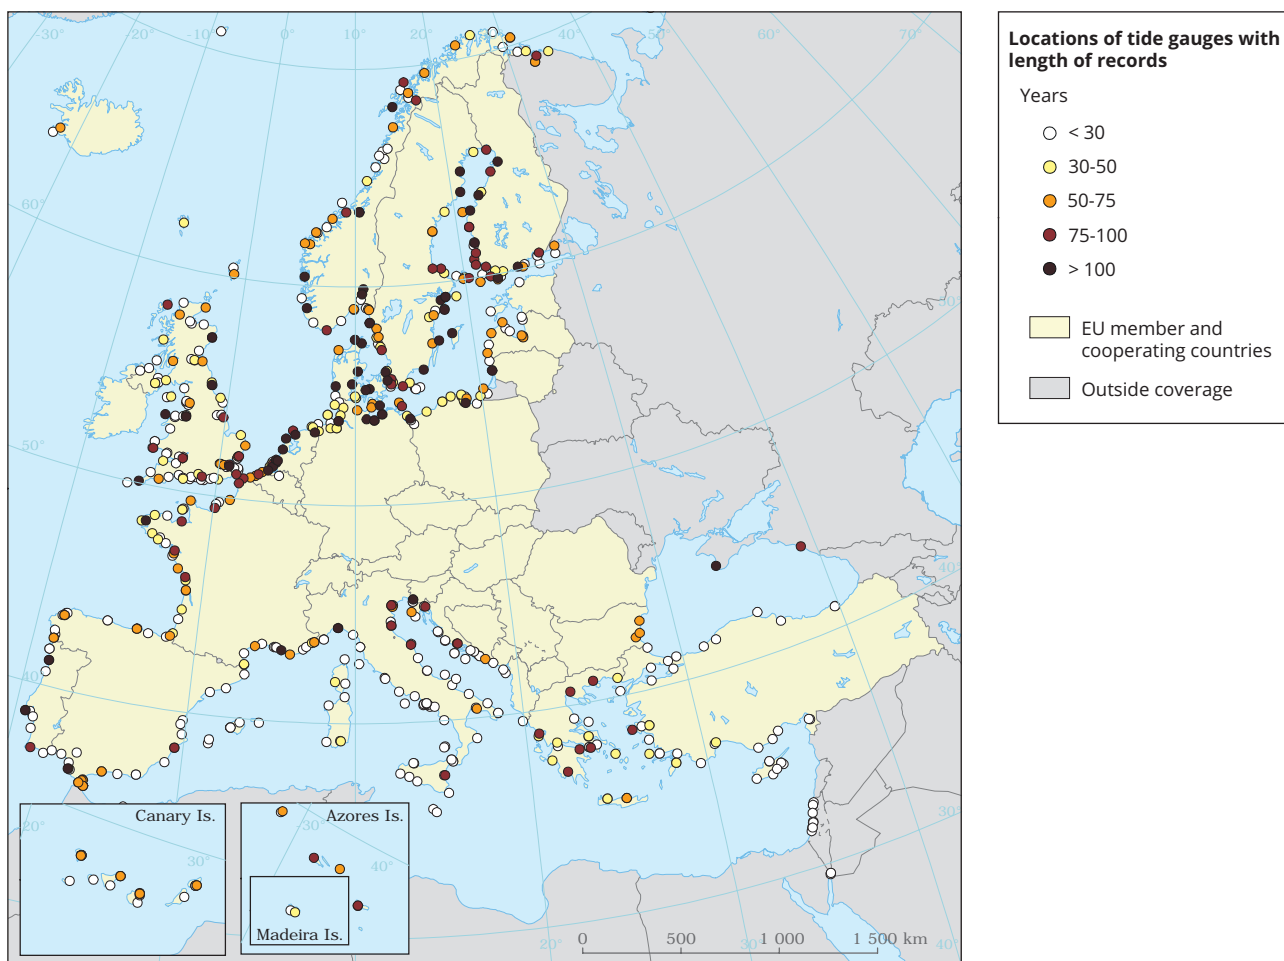 -30°
-20°
-10°
0°
10°
20°
30°
40°
50°
60°
70°
60°
50°
40°
50°
40°
30°
Canary Is.
20°
30°
Azores Is.
-30°
40°
Madeira Is.
20°
30°
40°
0 500 1 000 1 500 km
Locations of tide gauges with
length of records
Years
< 30
30-50
50-75
75-100
> 100
EU member and
cooperating countries
Outside coverage